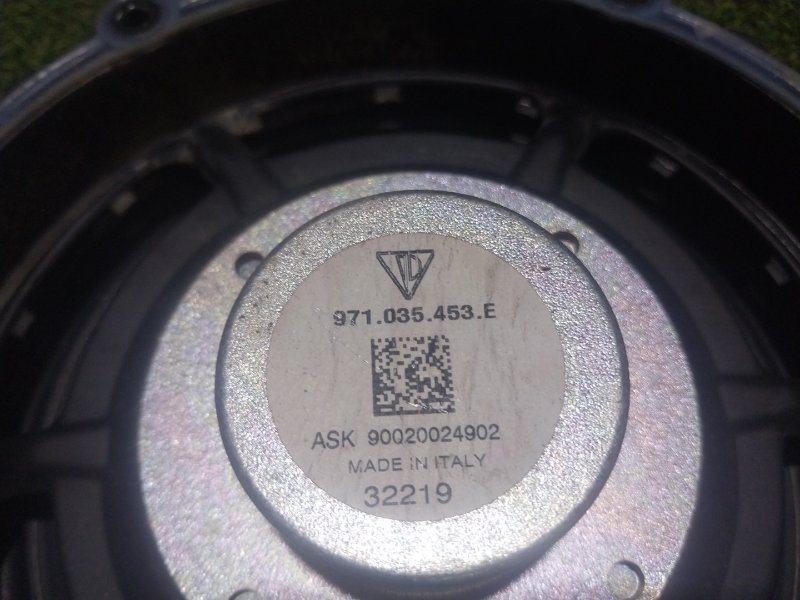 971.035.453.E
ASK 90020024902
MADE IN ITALY
32219